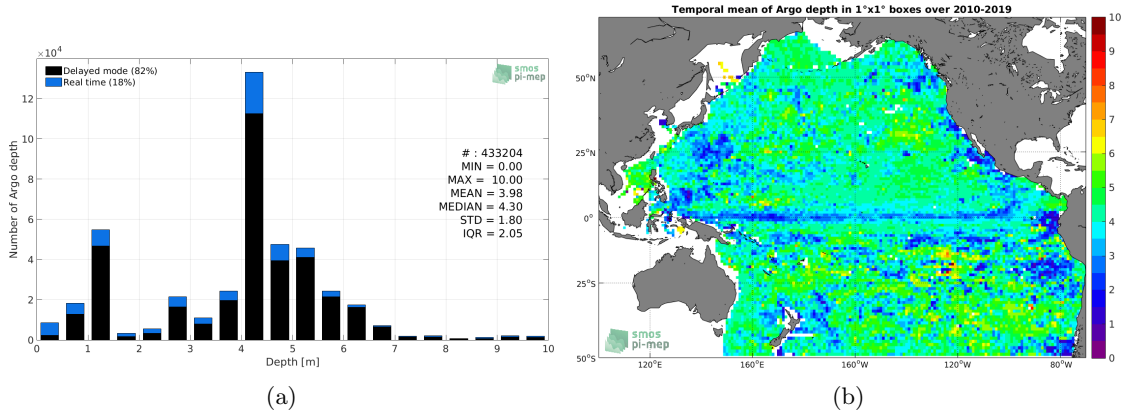 ×10⁴
Delayed mode (82%)
Real time (18%)
smos
pi-mep
12
10
8
6
4
2
0
Number of Argo depth
# : 433204
MIN = 0.00
MAX = 10.00
MEAN = 3.98
MEDIAN = 4.30
STD = 1.80
IQR = 2.05
0 1 2 3 4 5 6 7 8 9 10
Depth [m]
(a)
Temporal mean of Argo depth in 1°x1° boxes over 2010-2019
50°N
25°N
0°
25°S
50°S
smos
pi-mep
120°E 160°E 160°W 120°W 80°W
10
9
8
7
6
5
4
3
2
1
0
(b)